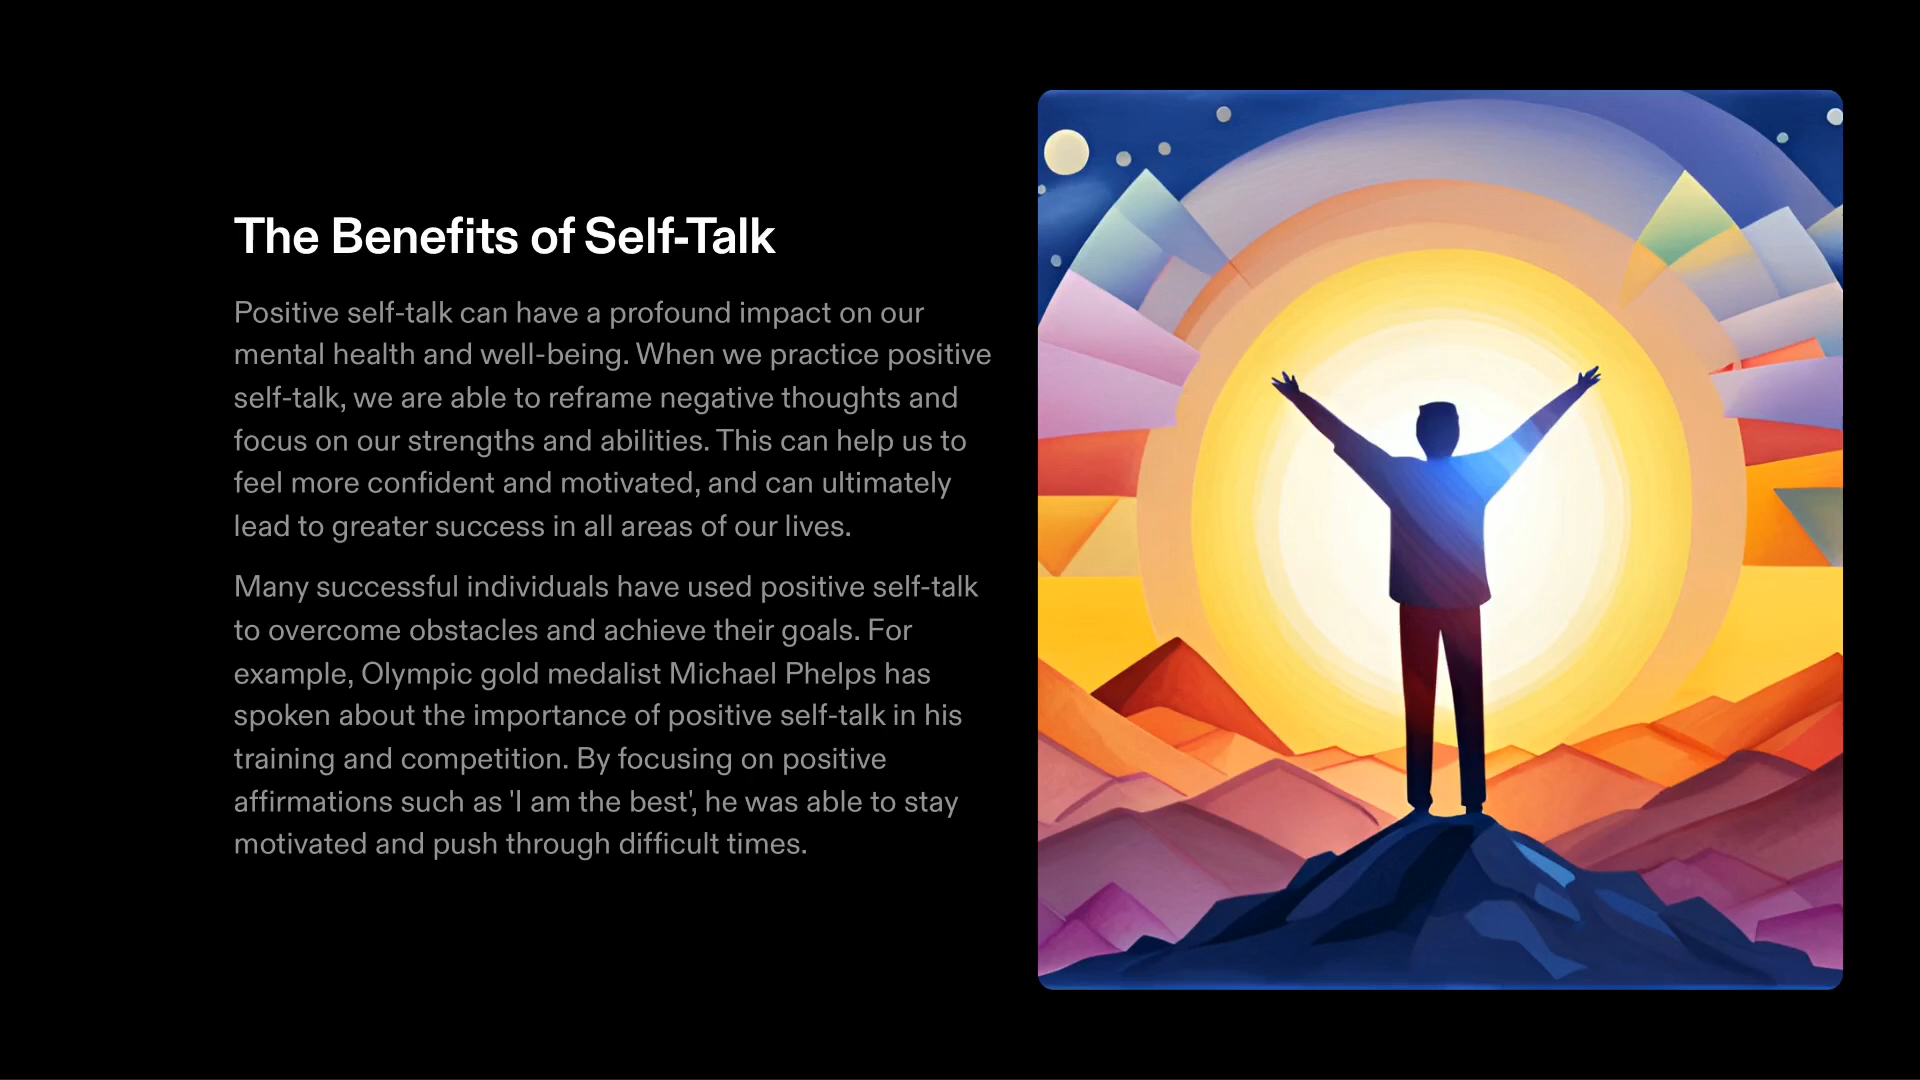 The Benefits of Self-Talk
Positive self-talk can have a profound impact on our
mental health and well-being. When we practice positive
self-talk, we are able to reframe negative thoughts and
focus on our strengths and abilities. This can help us to
feel more confident and motivated, and can ultimately
lead to greater success in all areas of our lives.
Many successful individuals have used positive self-talk
to overcome obstacles and achieve their goals. For
example, Olympic gold medalist Michael Phelps has
spoken about the importance of positive self-talk in his
training and competition. By focusing on positive
affirmations such as 'I am the best', he was able to stay
motivated and push through difficult times.